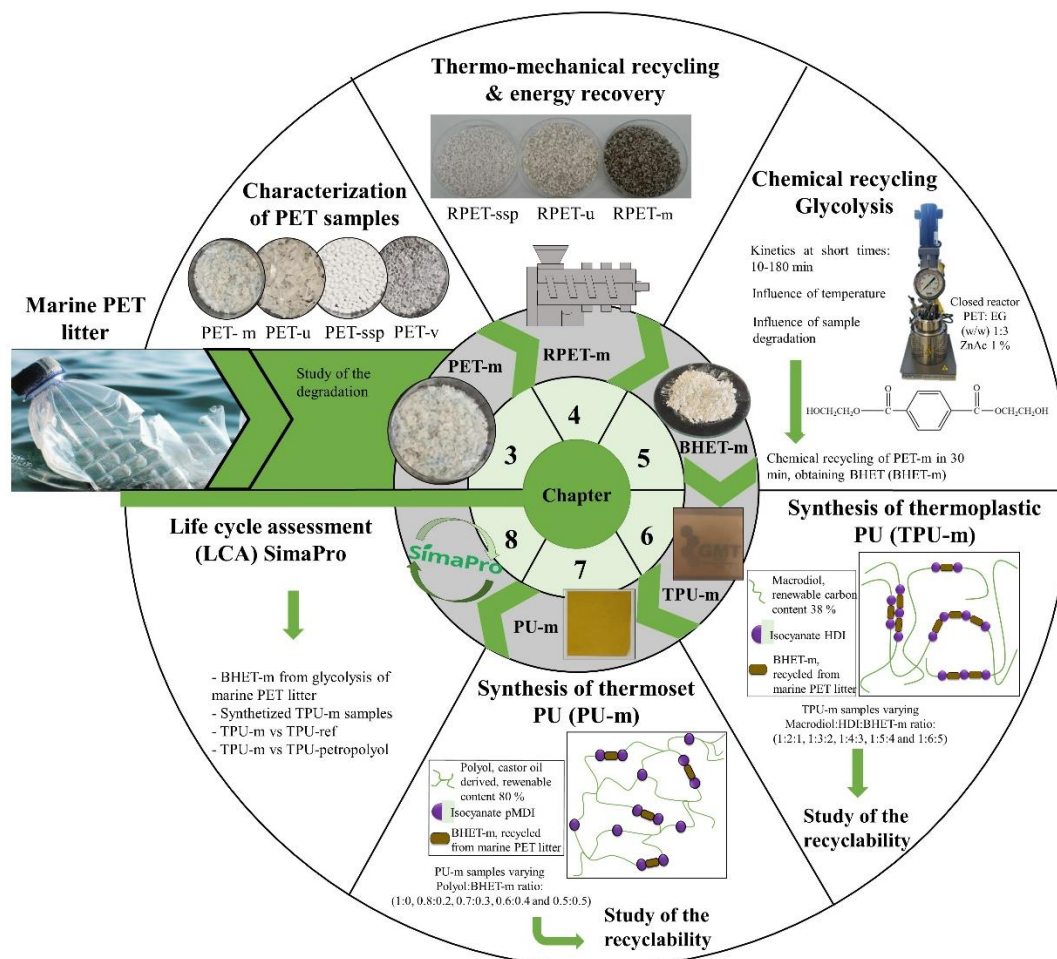 Thermo-mechanical recycling
& energy recovery
RPET-ssp RPET-u RPET-m
Characterization
of PET samples
PET- m PET-u PET-ssp PET-v
Marine PET
litter
Study of the
degradation
Chemical recycling
Glycolysis
Kinetics at short times:
10-180 min
Influence of temperature
Influence of sample
degradation
Closed reactor
PET: EG
(w/w) 1:3
ZnAc 1 %
HOCH₂CH₂O
O
O
OCH₂CH₂OH
Chemical recycling of PET-m in 30
min, obtaining BHET (BHET-m)
PET-m
RPET-m
BHET-m
TPU-m
PU-m
SimaPro
GMT
3
4
5
6
7
8
Chapter
Synthesis of thermoplastic
PU (TPU-m)
Macrodiol,
renewable carbon
content 38 %
Isocyanate HDI
BHET-m,
recycled from
marine PET litter
TPU-m samples varying
Macrodiol:HDI:BHET-m ratio:
(1:2:1, 1:3:2, 1:4:3, 1:5:4 and 1:6:5)
Study of the
recyclability
Synthesis of thermoset
PU (PU-m)
Polyol, castor oil
derived, rewenable
content 80 %
Isocyanate pMDI
BHET-m, recycled
from marine PET litter
PU-m samples varying
Polyol:BHET-m ratio:
(1:0, 0.8:0.2, 0.7:0.3, 0.6:0.4 and 0.5:0.5)
Study of the
recyclability
Life cycle assessment
(LCA) SimaPro
- BHET-m from glycolysis of
marine PET litter
- Synthetized TPU-m samples
- TPU-m vs TPU-ref
- TPU-m vs TPU-petropolyol